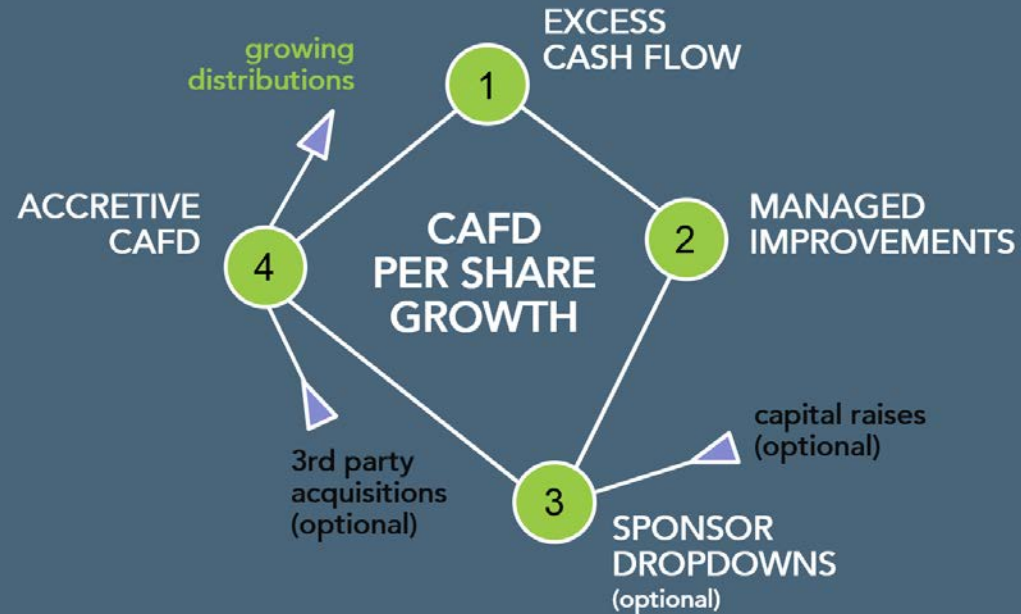 growing
distributions
1
EXCESS
CASH FLOW
ACCRETIVE
CAFD
4
CAFD
PER SHARE
GROWTH
2
MANAGED
IMPROVEMENTS
3rd party
acquisitions
(optional)
3
capital raises
(optional)
SPONSOR
DROPDOWNS
(optional)